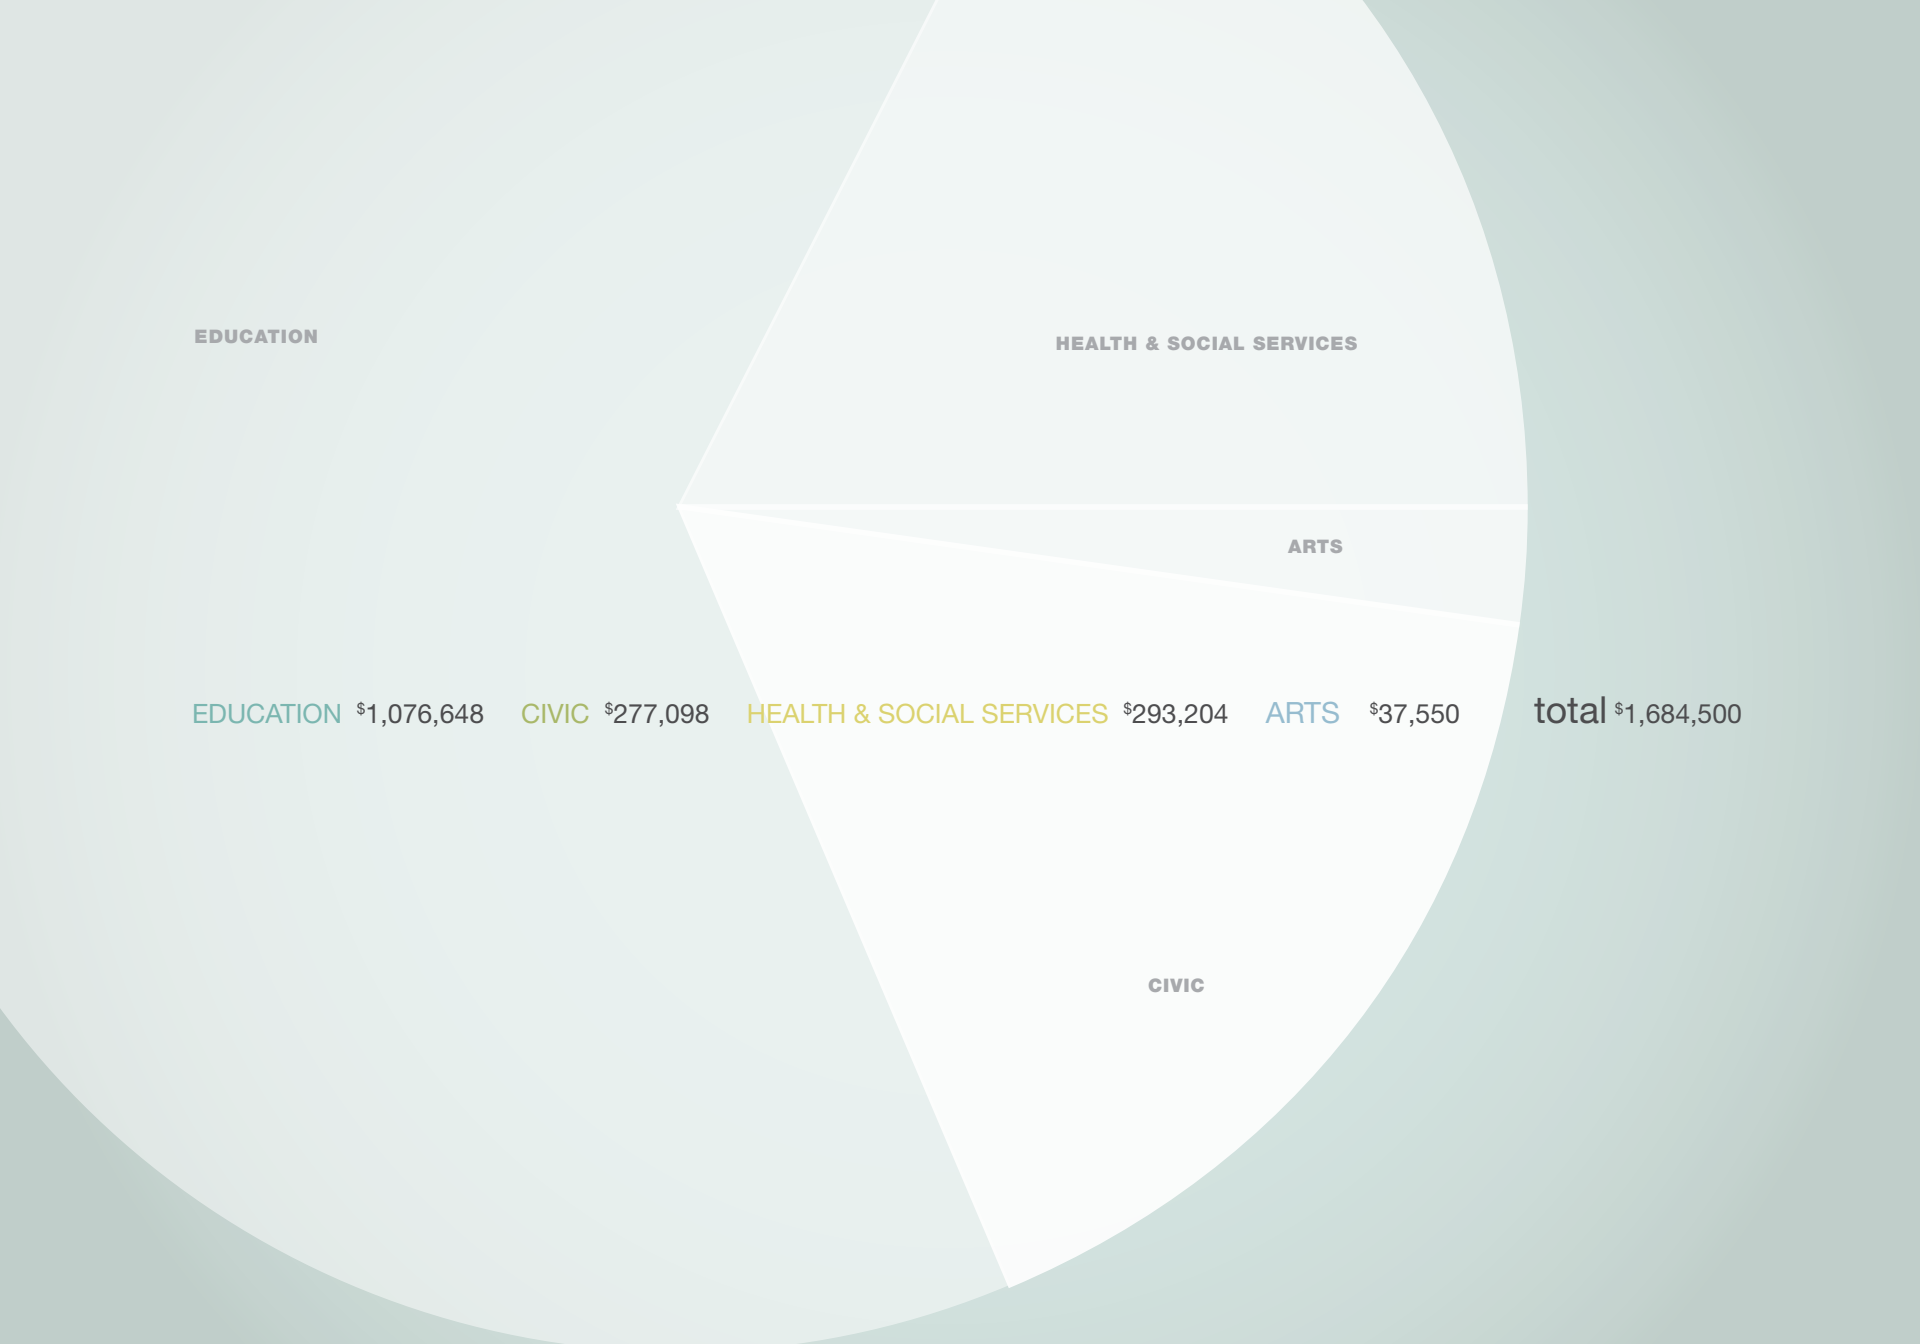 EDUCATION
HEALTH & SOCIAL SERVICES
ARTS
EDUCATION $1,076,648 CIVIC $277,098 HEALTH & SOCIAL SERVICES $293,204 ARTS $37,550 total $1,684,500
CIVIC